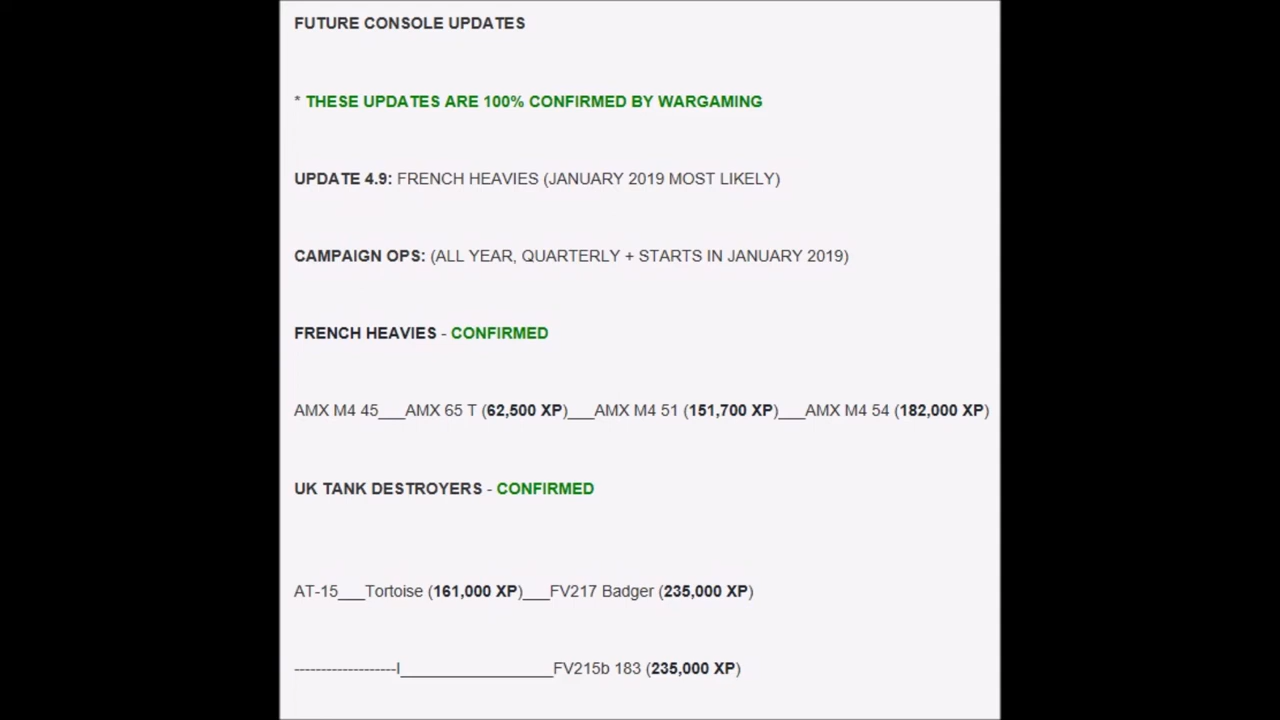 FUTURE CONSOLE UPDATES
* THESE UPDATES ARE 100% CONFIRMED BY WARGAMING
UPDATE 4.9: FRENCH HEAVIES (JANUARY 2019 MOST LIKELY)
CAMPAIGN OPS: (ALL YEAR, QUARTERLY + STARTS IN JANUARY 2019)
FRENCH HEAVIES - CONFIRMED
AMX M4 45___AMX 65 T (62,500 XP)___AMX M4 51 (151,700 XP)___AMX M4 54 (182,000 XP)
UK TANK DESTROYERS - CONFIRMED
AT-15___Tortoise (161,000 XP)___FV217 Badger (235,000 XP)
--------------------I_________________FV215b 183 (235,000 XP)